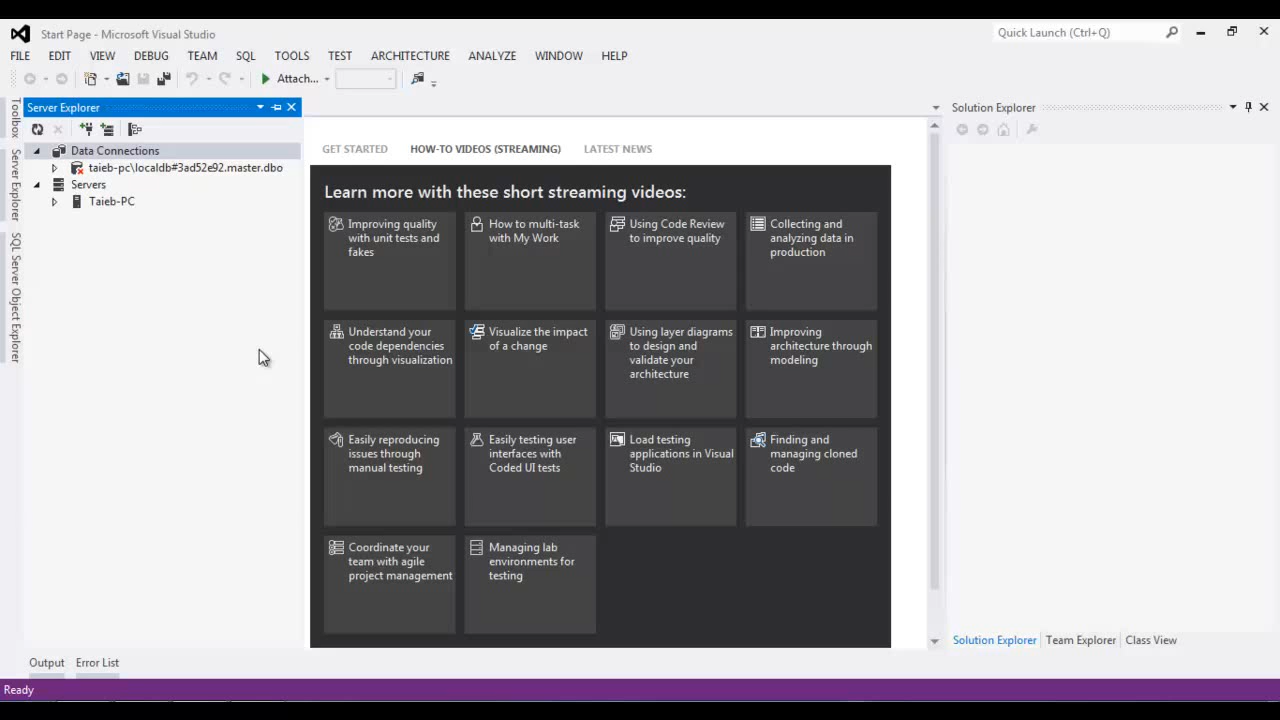 Start Page - Microsoft Visual Studio
Quick Launch (Ctrl+Q)
FILE EDIT VIEW DEBUG TEAM SQL TOOLS TEST ARCHITECTURE ANALYZE WINDOW HELP
Attach...
Toolbox
Server Explorer
SQL Server Object Explorer
Server Explorer
Data Connections
taieb-pc\localdb#3ad52e92.master.dbo
Servers
Taieb-PC
GET STARTED HOW-TO VIDEOS (STREAMING) LATEST NEWS
Learn more with these short streaming videos:
Improving quality
with unit tests and
fakes
How to multi-task
with My Work
Using Code Review
to improve quality
Collecting and
analyzing data in
production
Understand your
code dependencies
through visualization
Visualize the impact
of a change
Using layer diagrams
to design and
validate your
architecture
Improving
architecture through
modeling
Easily reproducing
issues through
manual testing
Easily testing user
interfaces with
Coded UI tests
Load testing
applications in Visual
Studio
Finding and
managing cloned
code
Coordinate your
team with agile
project management
Managing lab
environments for
testing
Solution Explorer
Solution Explorer Team Explorer Class View
Output Error List
Ready